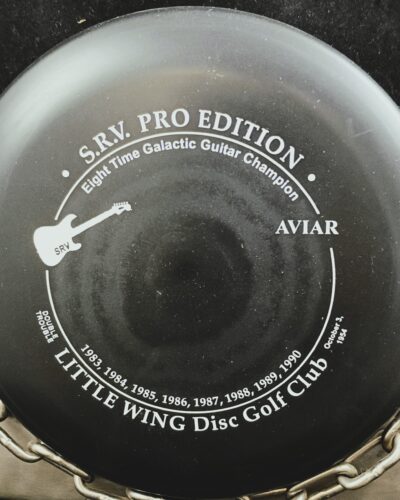 • S.R.V. PRO EDITION •
Eight Time Galactic Guitar Champion
AVIAR
SRV
DOUBLE
TROUBLE
October 3,
1954
1983, 1984, 1985, 1986, 1987, 1988, 1989, 1990
LITTLE WING Disc Golf Club